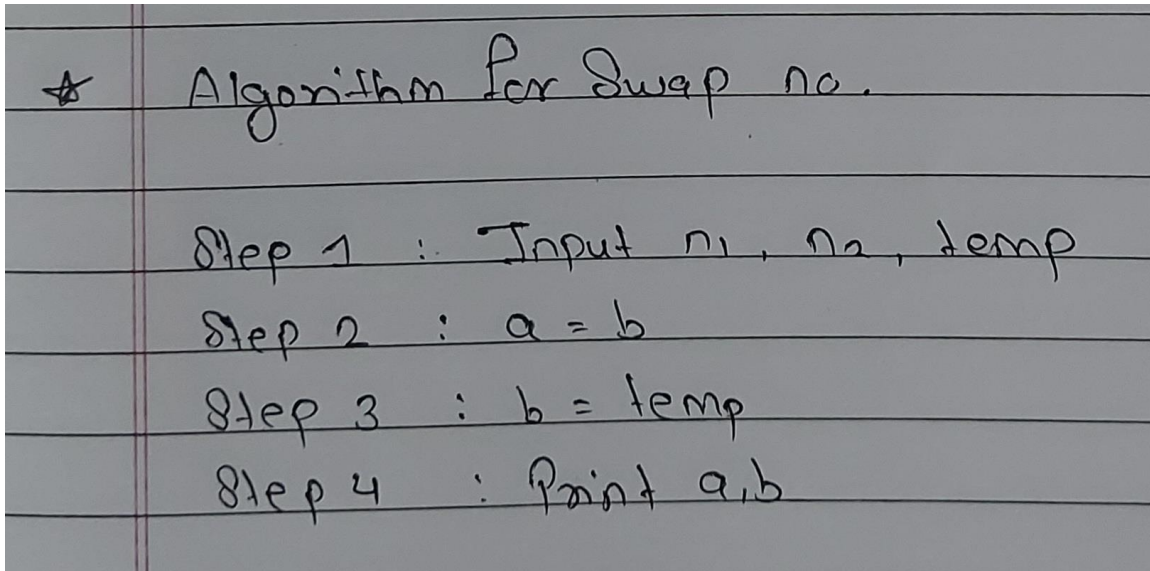 ☆ Algorithm for Swap no.
Step 1 : Input n1, n2, temp
Step 2 : a = b
Step 3 : b = temp
Step 4 : Print a,b